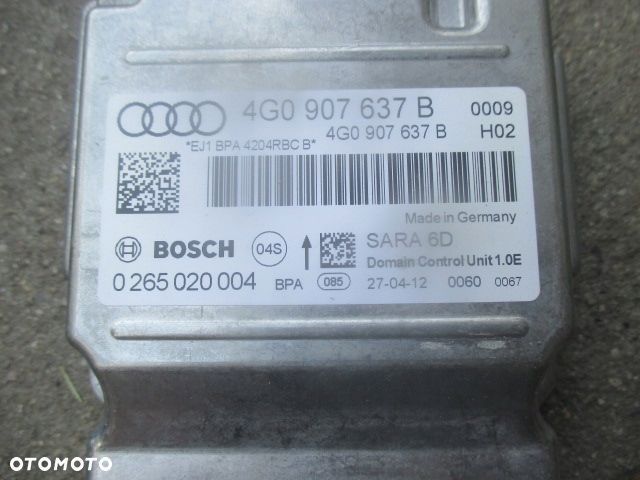 4G0 907 637 B 0009
4G0 907 637 B H02
*EJ1 BPA 4204RBC B*
Made in Germany
BOSCH 04S SARA 6D
Domain Control Unit 1.0E
0 265 020 004 BPA 085 27-04-12 0060 0067
OTOMOTO